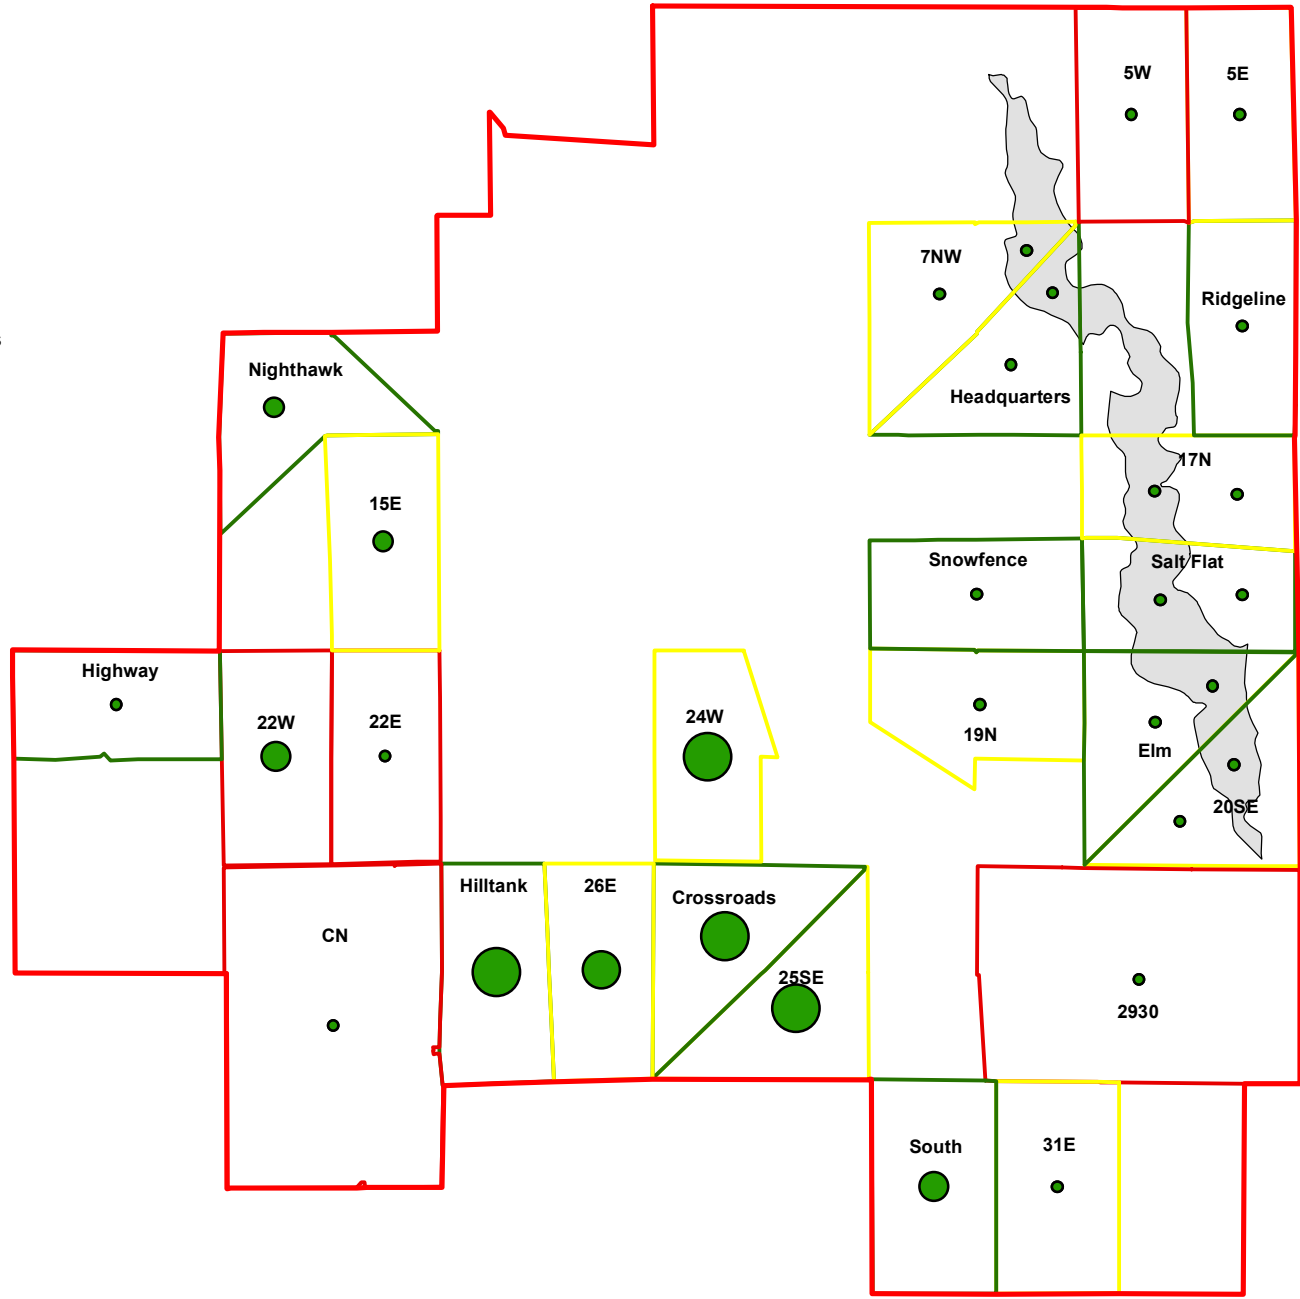 5W
5E
7NW
Ridgeline
Nighthawk
Headquarters
17N
15E
Snowfence
Salt Flat
Highway
22W
22E
24W
19N
Elm
20SE
Hilltank
26E
Crossroads
CN
25SE
2930
South
31E